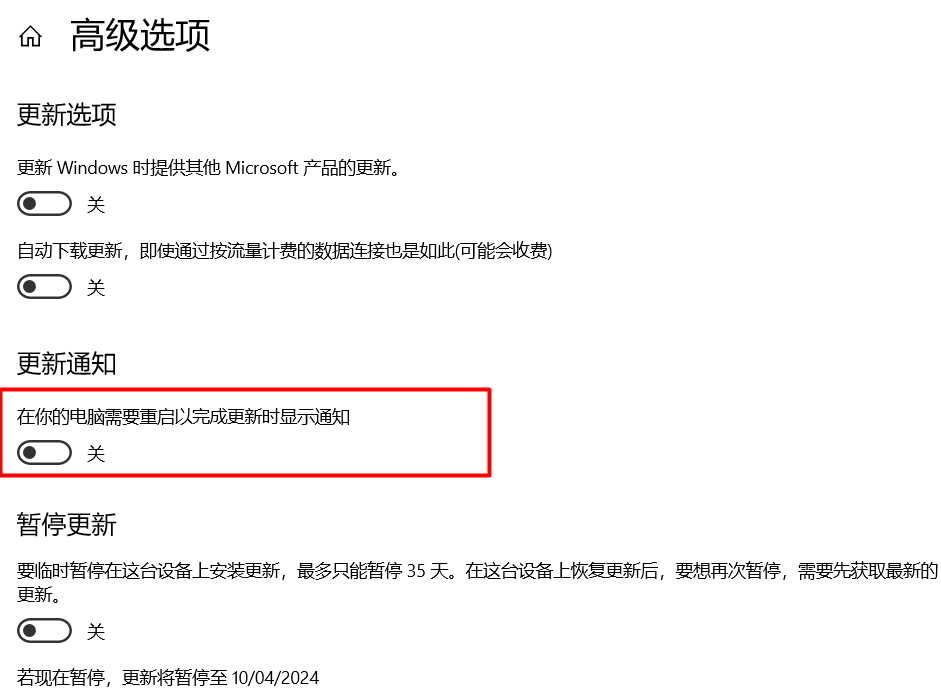 高级选项
更新选项
更新 Windows 时提供其他 Microsoft 产品的更新。
关
自动下载更新，即使通过按流量计费的数据连接也是如此(可能会收费)
关
更新通知
在你的电脑需要重启以完成更新时显示通知
关
暂停更新
要临时暂停在这台设备上安装更新，最多只能暂停 35 天。在这台设备上恢复更新后，要想再次暂停，需要先获取最新的
更新。
关
若现在暂停，更新将暂停至 10/04/2024